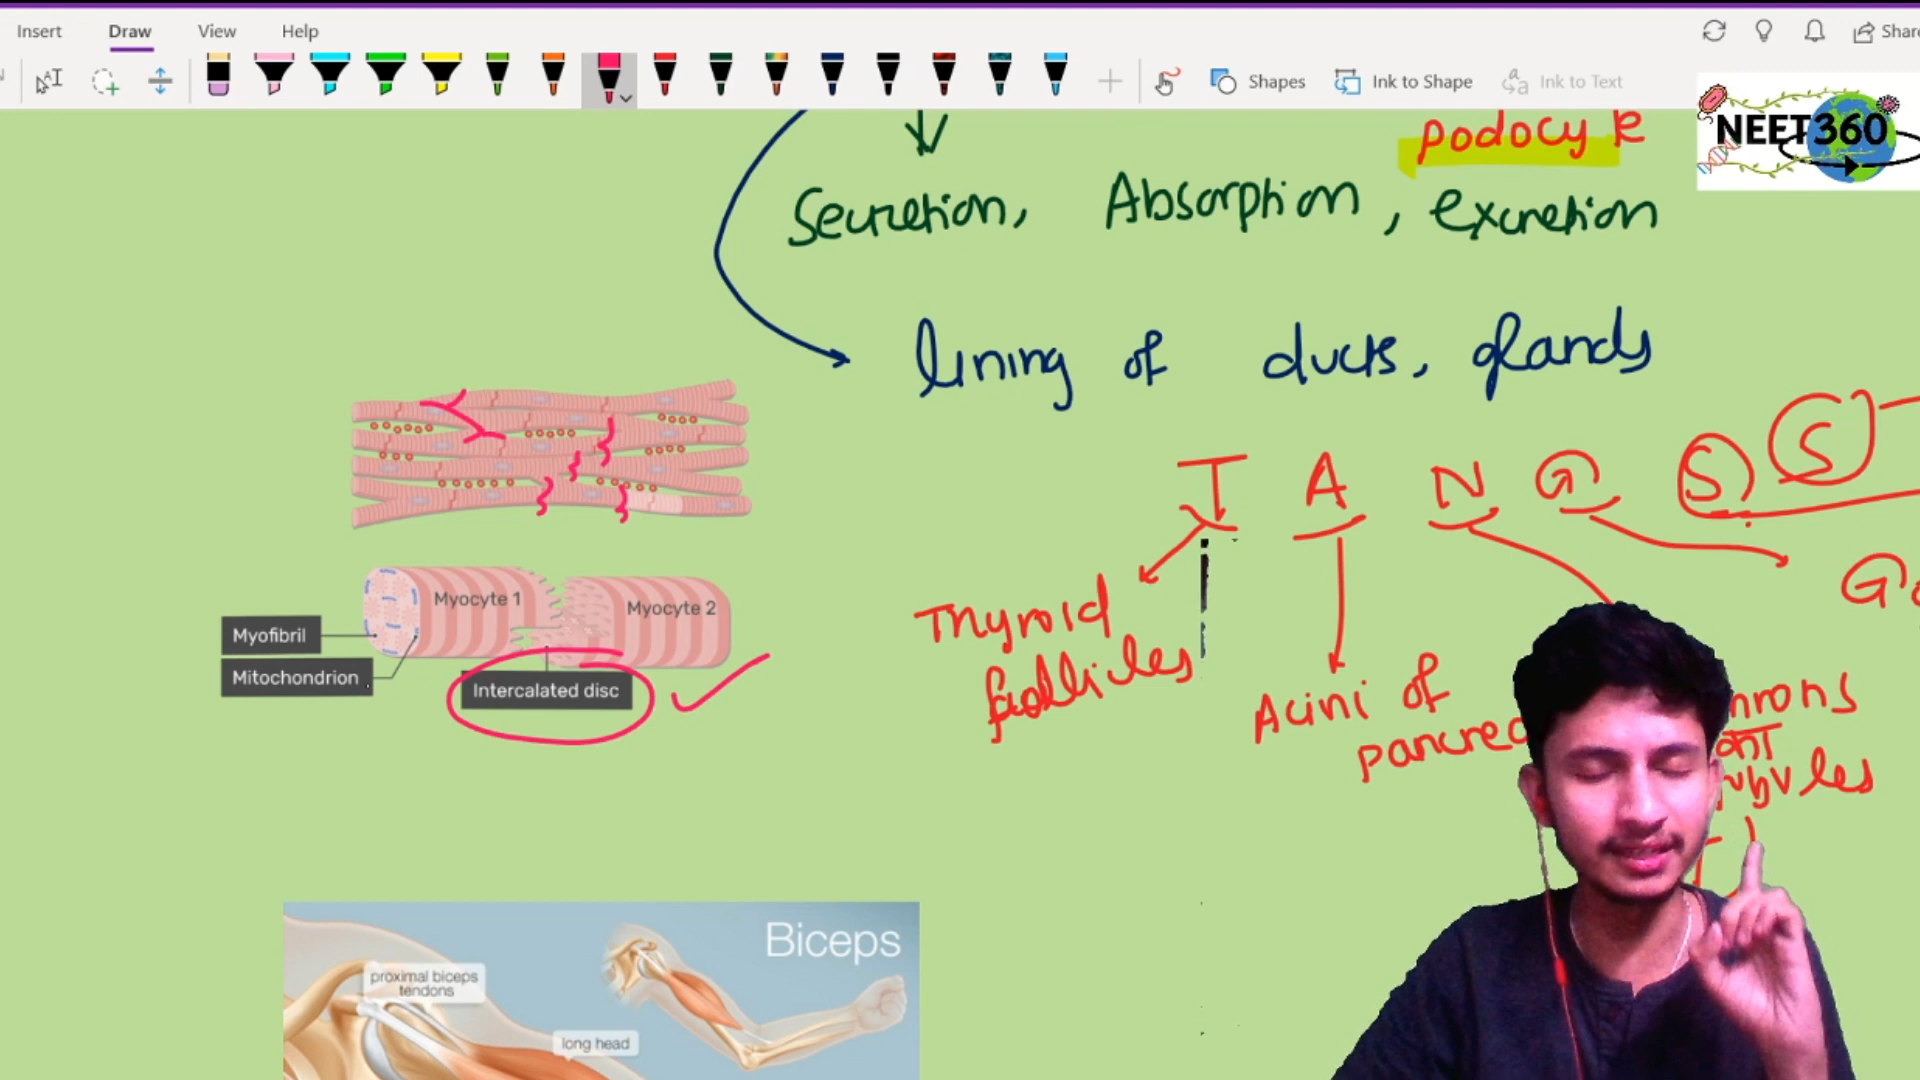 Insert Draw View Help Share
Shapes Ink to Shape Ink to Text
NEET360
podocyte
Secretion, Absorption, excretion
lining of ducts, glands
T A N G S S
Myocyte 1 Myocyte 2
Myofibril
Mitochondrion
Intercalated disc
Thyroid
follicles
Acini of
Biceps
proximal biceps
tendons
long head